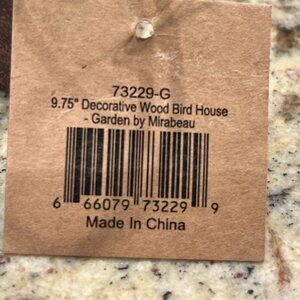 73229-G
9.75" Decorative Wood Bird House
- Garden by Mirabeau
6 66079 73229 9
Made In China